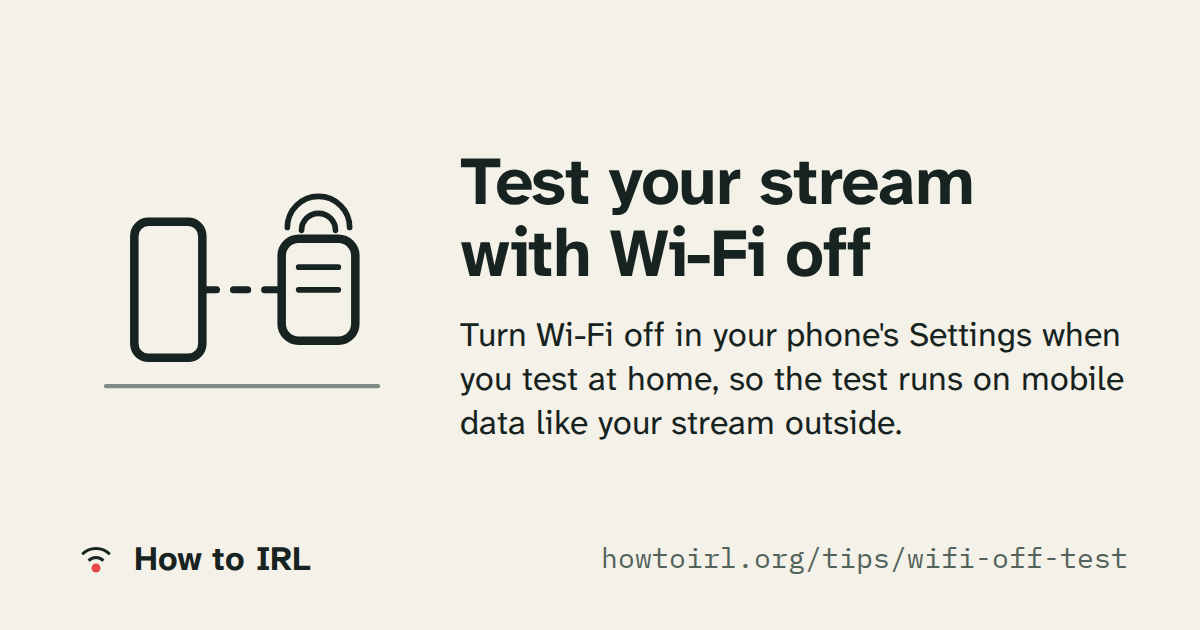 Test your stream
with Wi-Fi off
Turn Wi-Fi off in your phone's Settings when
you test at home, so the test runs on mobile
data like your stream outside.
How to IRL
howtoirl.org/tips/wifi-off-test